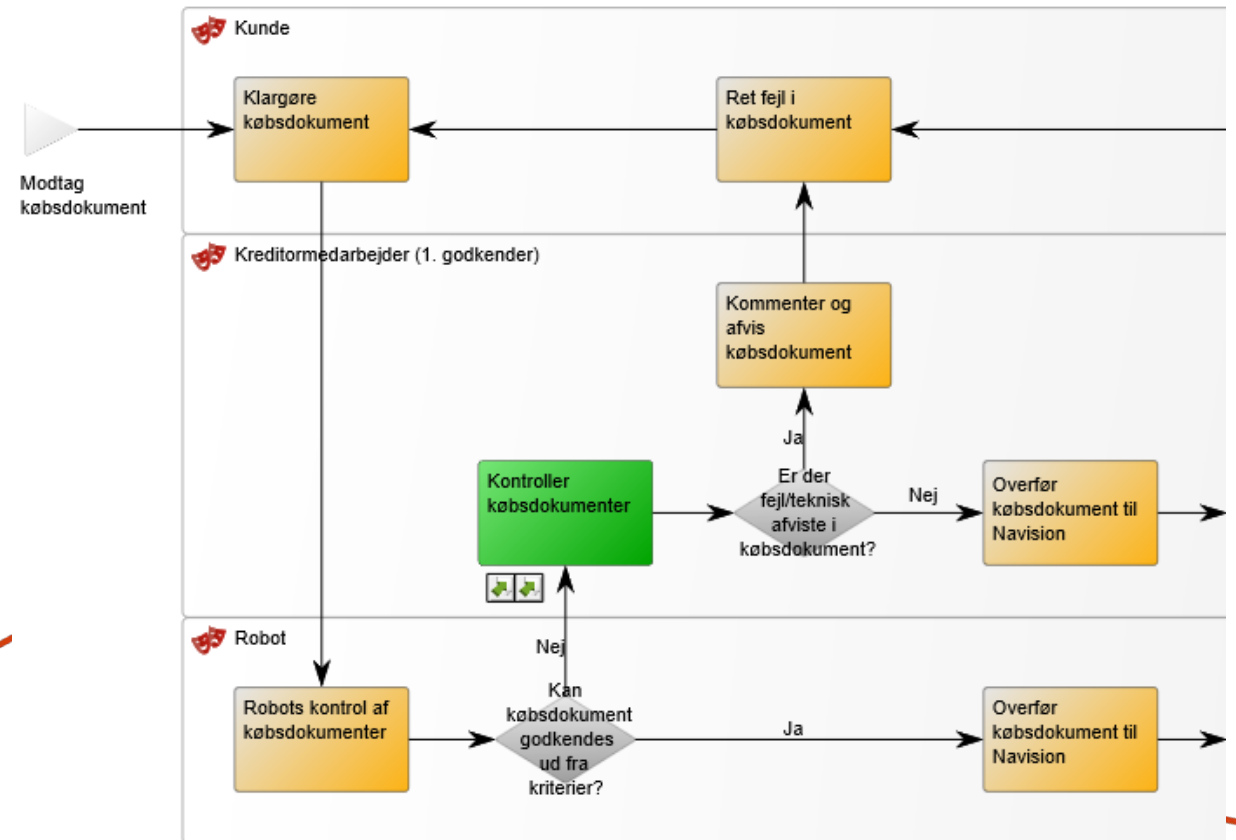 Kunde
Klargøre
købsdokument
Ret fejl i
købsdokument
Modtag
købsdokument
Kreditormedarbejder (1. godkender)
Kommenter og
afvis
købsdokument
Ja
Kontroller
købsdokumenter
Er der
fejl/teknisk
afviste i
købsdokument?
Nej
Overfør
købsdokument til
Navision
Robot
Nej
Robots kontrol af
købsdokumenter
Kan
købsdokument
godkendes
ud fra
kriterier?
Ja
Overfør
købsdokument til
Navision